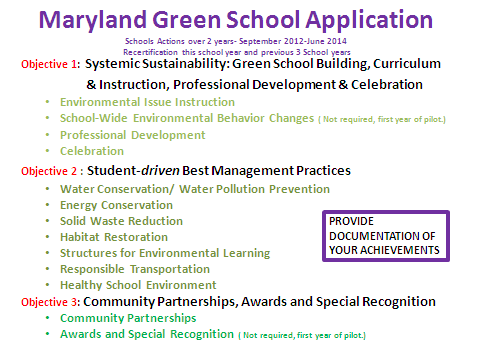 Maryland Green School Application
Schools Actions over 2 years- September 2012-June 2014
Recertification this school year and previous 3 School years
Objective 1: Systemic Sustainability: Green School Building, Curriculum
& Instruction, Professional Development & Celebration
• Environmental Issue Instruction
• School-Wide Environmental Behavior Changes ( Not required, first year of pilot.)
• Professional Development
• Celebration
Objective 2 : Student-driven Best Management Practices
• Water Conservation/ Water Pollution Prevention
• Energy Conservation
• Solid Waste Reduction
• Habitat Restoration
• Structures for Environmental Learning
• Responsible Transportation
• Healthy School Environment
PROVIDE
DOCUMENTATION OF
YOUR ACHIEVEMENTS
Objective 3: Community Partnerships, Awards and Special Recognition
• Community Partnerships
• Awards and Special Recognition ( Not required, first year of pilot.)